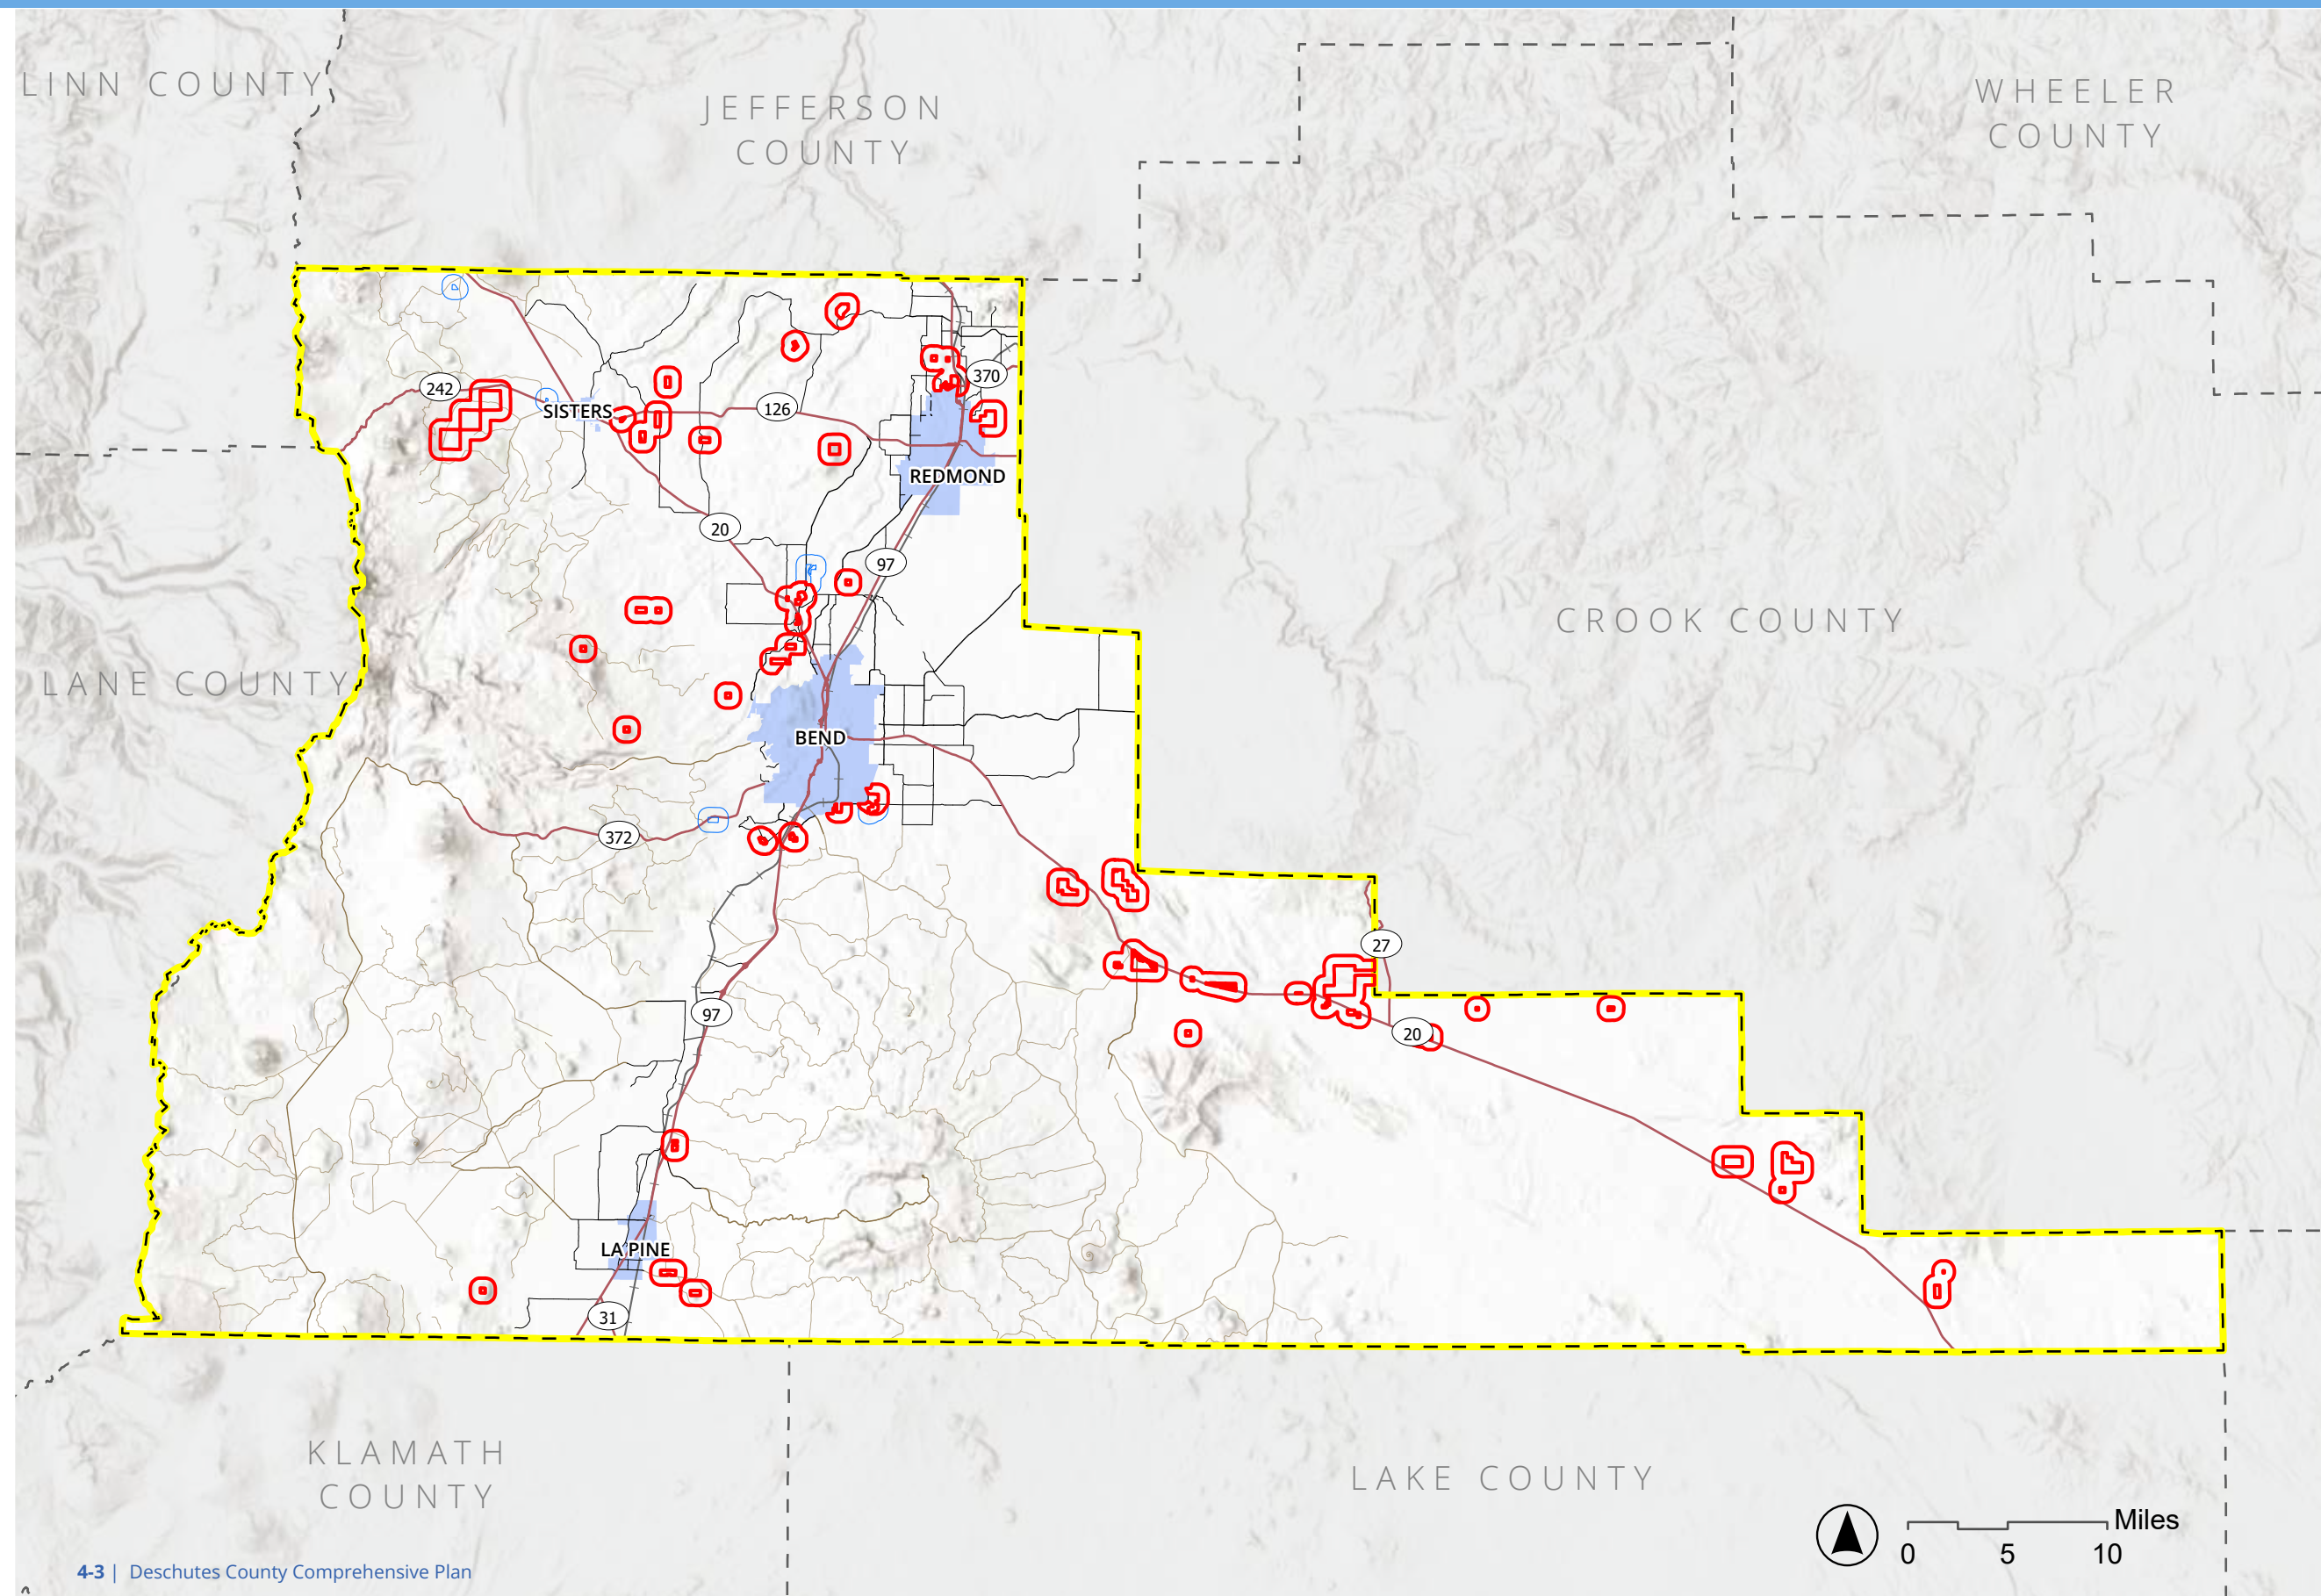 LINN COUNTY
JEFFERSON
COUNTY
WHEELER
COUNTY
242
SISTERS
126
370
REDMOND
20
97
CROOK COUNTY
LANE COUNTY
BEND
372
27
97
20
LA PINE
31
KLAMATH
COUNTY
LAKE COUNTY
Miles
0 5 10
4-3 | Deschutes County Comprehensive Plan